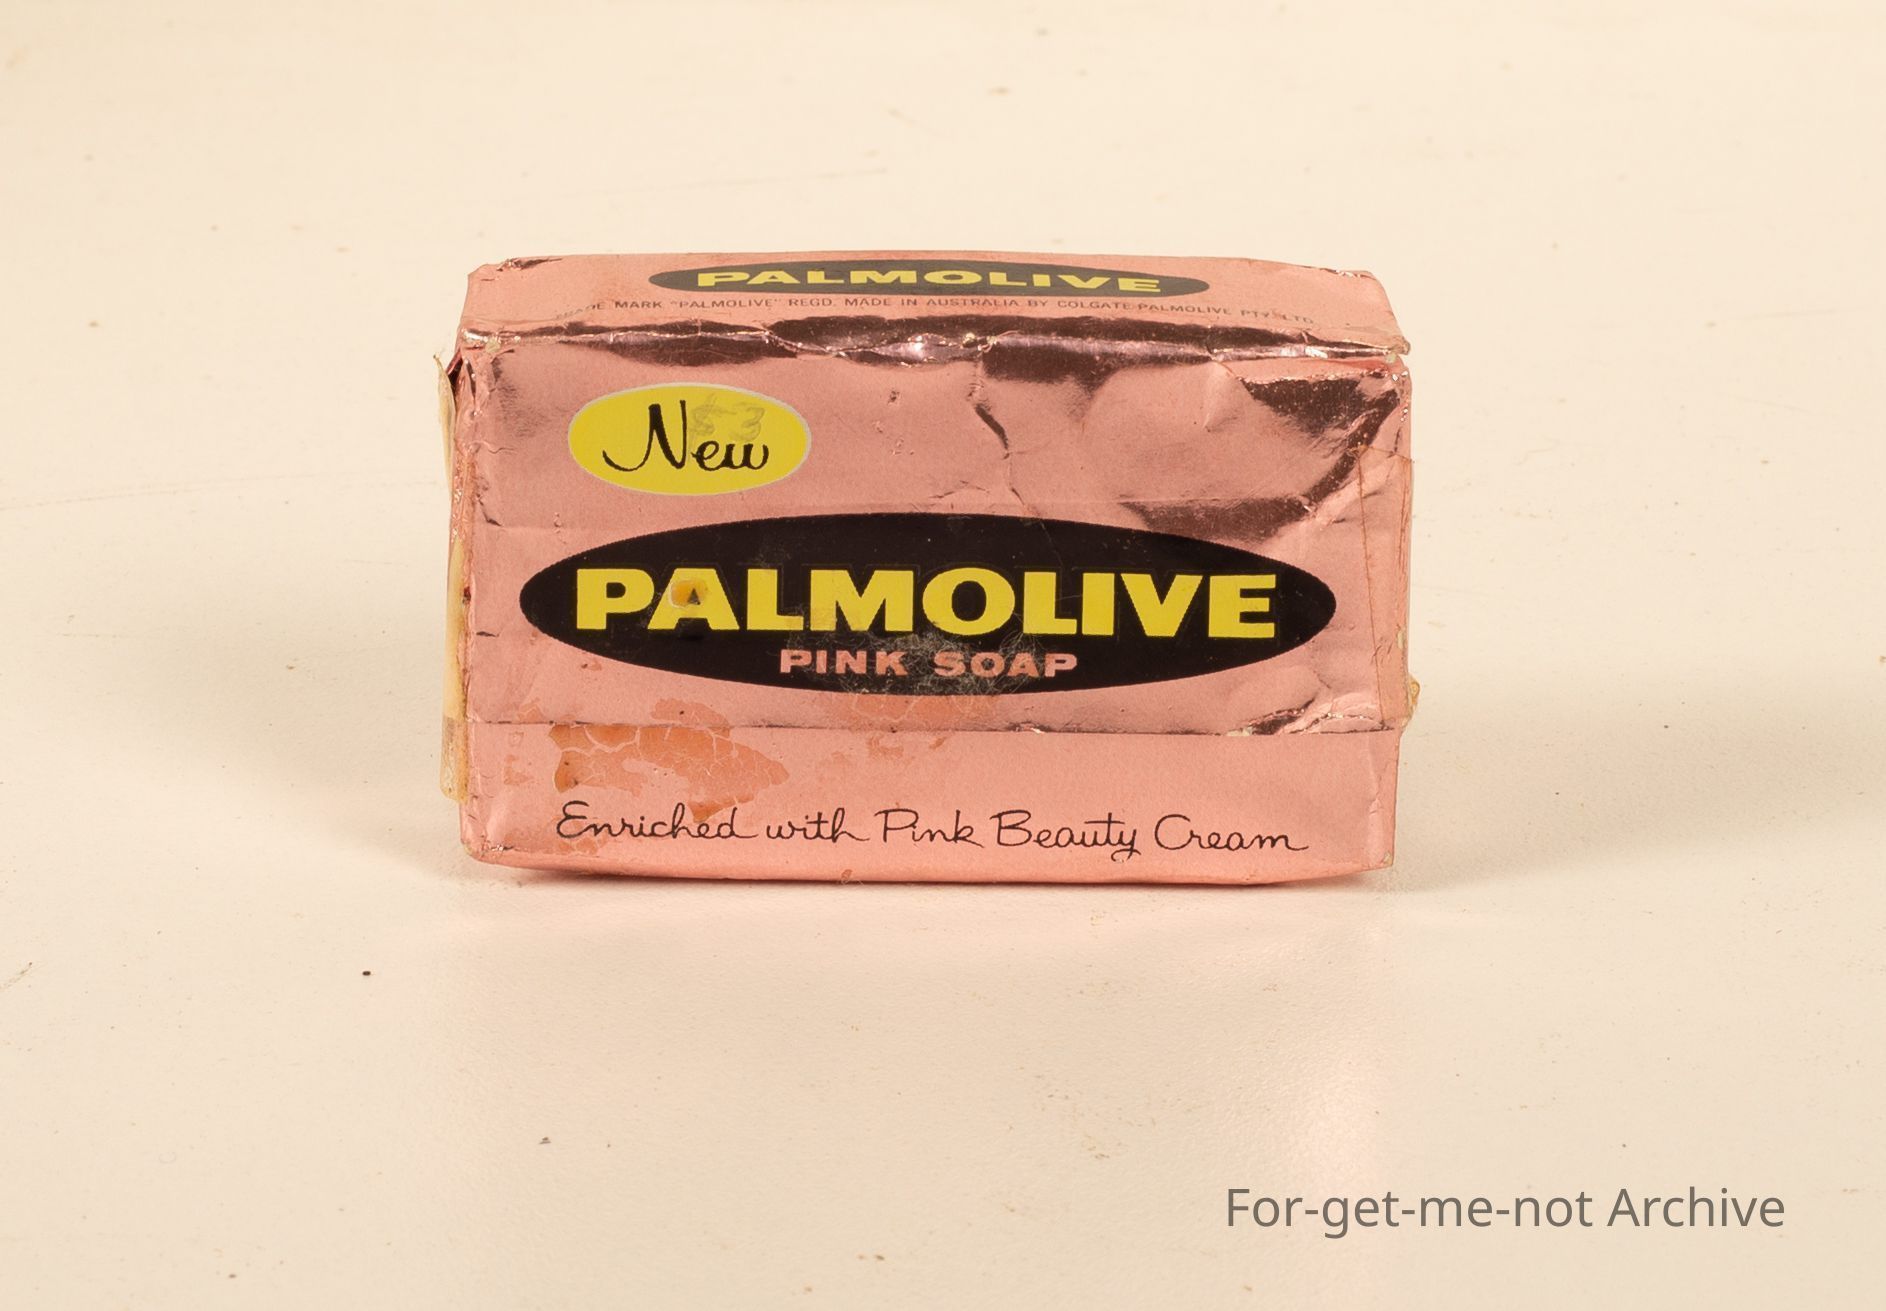 PALMOLIVE
TRADE MARK "PALMOLIVE" REGD. MADE IN AUSTRALIA BY COLGATE-PALMOLIVE PTY. LTD.
New
PALMOLIVE
PINK SOAP
Enriched with Pink Beauty Cream
For-get-me-not Archive